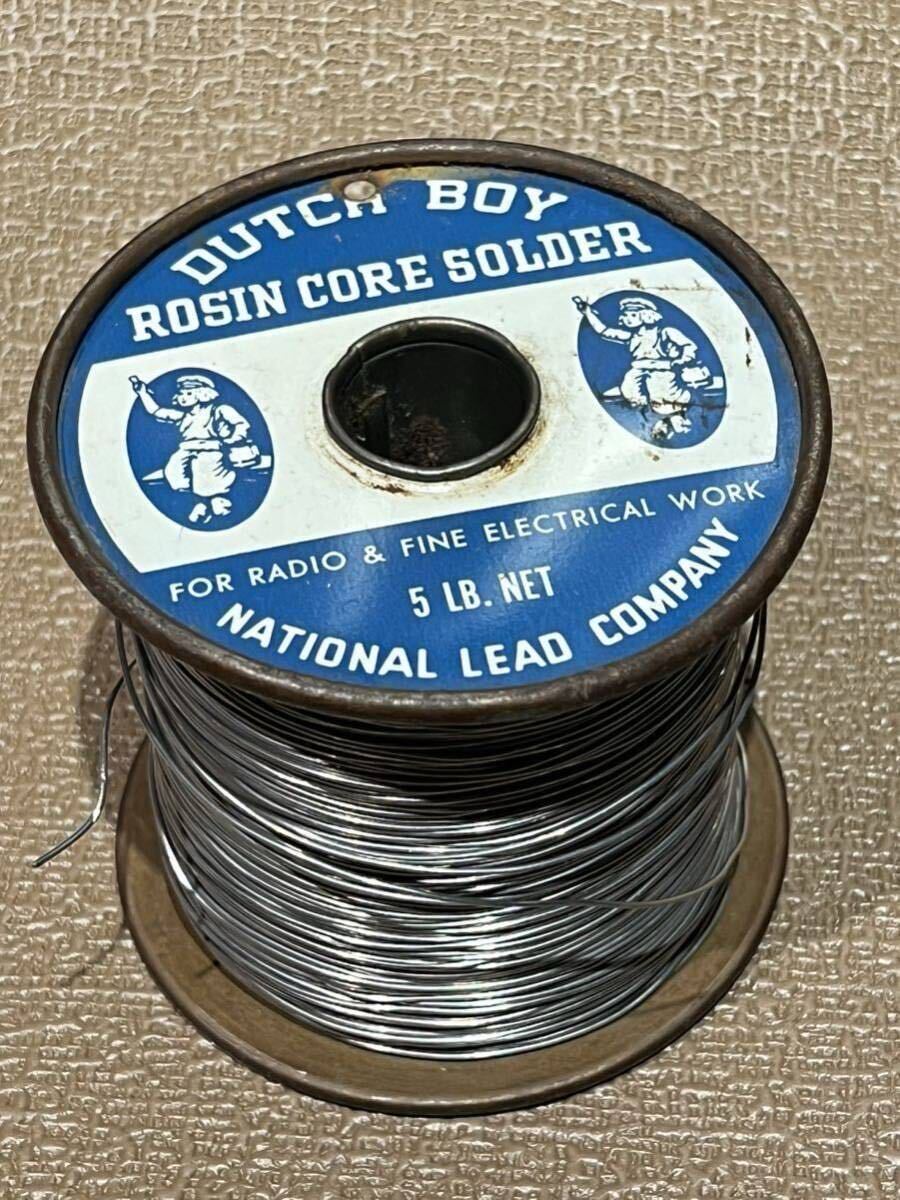 DUTCH BOY
ROSIN CORE SOLDER
FOR RADIO & FINE ELECTRICAL WORK
5 LB. NET
NATIONAL LEAD COMPANY